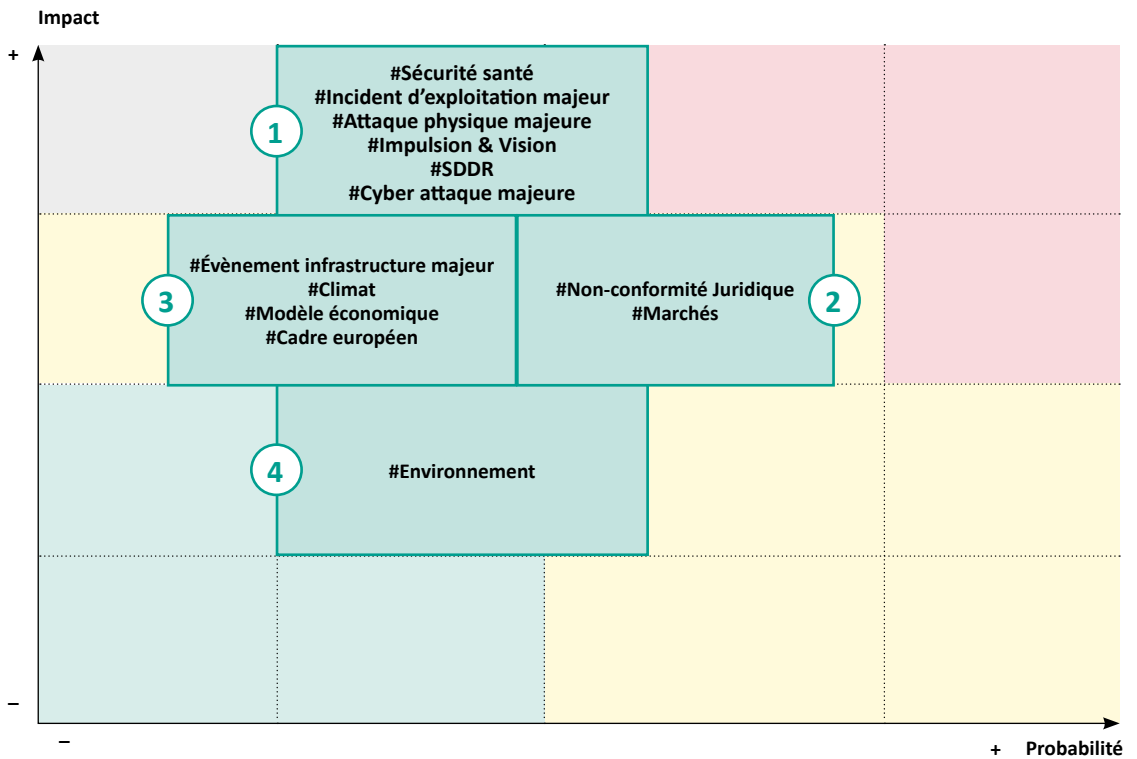 Impact
+
#Sécurité santé
#Incident d'exploitation majeur
#Attaque physique majeure
#Impulsion & Vision
#SDDR
#Cyber attaque majeure
1
#Évènement infrastructure majeur
#Climat
#Modèle économique
#Cadre européen
3
#Non-conformité Juridique
#Marchés
2
4
#Environnement
–
–
+ Probabilité